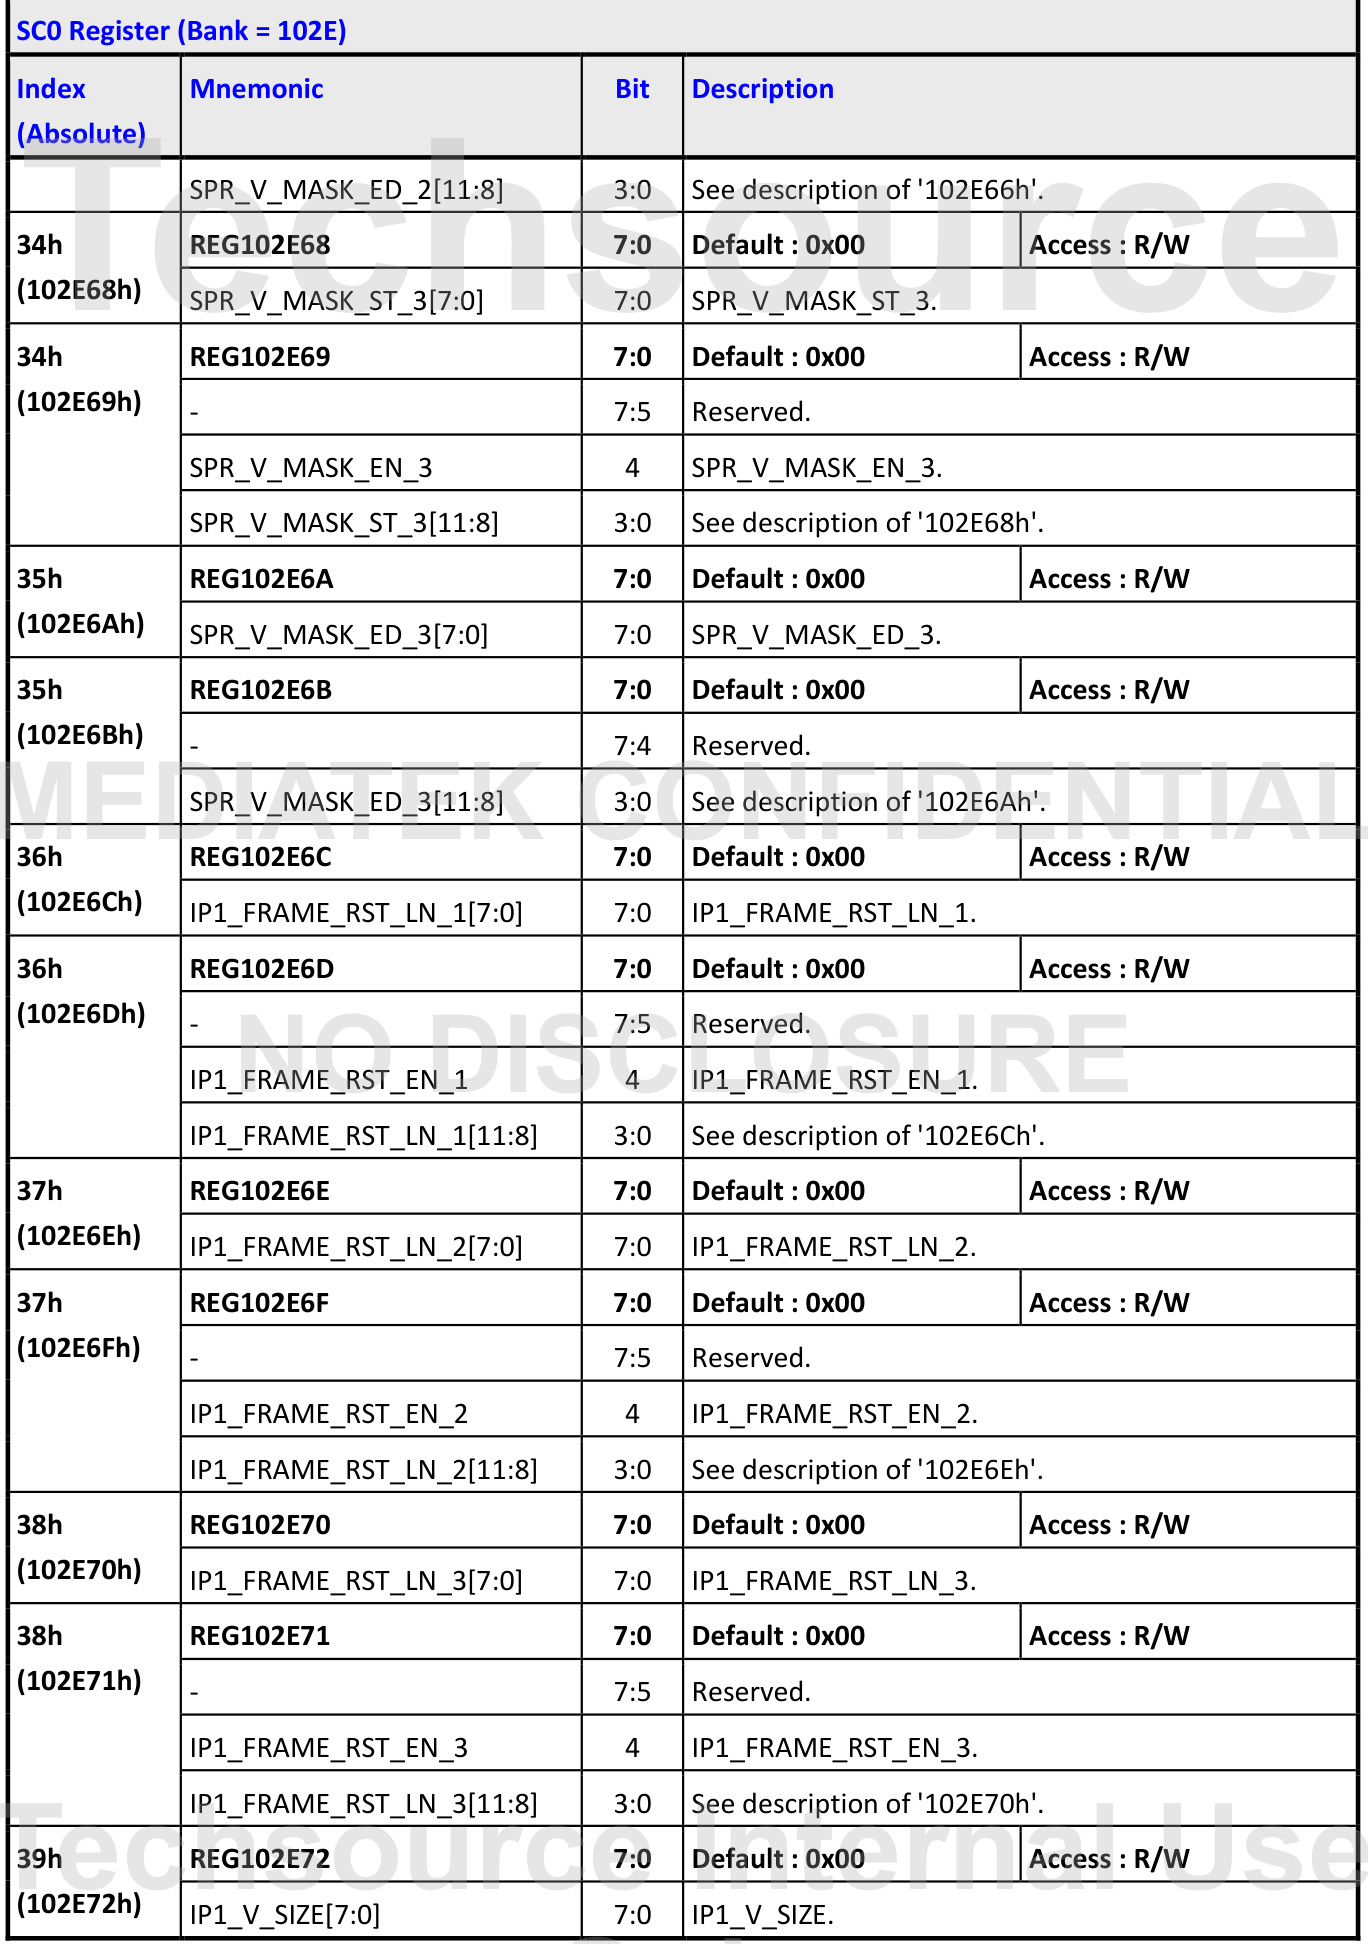 SC0 Register (Bank = 102E)
Index (Absolute) Mnemonic Bit Description
SPR_V_MASK_ED_2[11:8] 3:0 See description of '102E66h'.
34h (102E68h) REG102E68 7:0 Default : 0x00 Access : R/W
SPR_V_MASK_ST_3[7:0] 7:0 SPR_V_MASK_ST_3.
34h (102E69h) REG102E69 7:0 Default : 0x00 Access : R/W
- 7:5 Reserved.
SPR_V_MASK_EN_3 4 SPR_V_MASK_EN_3.
SPR_V_MASK_ST_3[11:8] 3:0 See description of '102E68h'.
35h (102E6Ah) REG102E6A 7:0 Default : 0x00 Access : R/W
SPR_V_MASK_ED_3[7:0] 7:0 SPR_V_MASK_ED_3.
35h (102E6Bh) REG102E6B 7:0 Default : 0x00 Access : R/W
- 7:4 Reserved.
SPR_V_MASK_ED_3[11:8] 3:0 See description of '102E6Ah'.
36h (102E6Ch) REG102E6C 7:0 Default : 0x00 Access : R/W
IP1_FRAME_RST_LN_1[7:0] 7:0 IP1_FRAME_RST_LN_1.
36h (102E6Dh) REG102E6D 7:0 Default : 0x00 Access : R/W
- 7:5 Reserved.
IP1_FRAME_RST_EN_1 4 IP1_FRAME_RST_EN_1.
IP1_FRAME_RST_LN_1[11:8] 3:0 See description of '102E6Ch'.
37h (102E6Eh) REG102E6E 7:0 Default : 0x00 Access : R/W
IP1_FRAME_RST_LN_2[7:0] 7:0 IP1_FRAME_RST_LN_2.
37h (102E6Fh) REG102E6F 7:0 Default : 0x00 Access : R/W
- 7:5 Reserved.
IP1_FRAME_RST_EN_2 4 IP1_FRAME_RST_EN_2.
IP1_FRAME_RST_LN_2[11:8] 3:0 See description of '102E6Eh'.
38h (102E70h) REG102E70 7:0 Default : 0x00 Access : R/W
IP1_FRAME_RST_LN_3[7:0] 7:0 IP1_FRAME_RST_LN_3.
38h (102E71h) REG102E71 7:0 Default : 0x00 Access : R/W
- 7:5 Reserved.
IP1_FRAME_RST_EN_3 4 IP1_FRAME_RST_EN_3.
IP1_FRAME_RST_LN_3[11:8] 3:0 See description of '102E70h'.
39h (102E72h) REG102E72 7:0 Default : 0x00 Access : R/W
IP1_V_SIZE[7:0] 7:0 IP1_V_SIZE.
Techsource
MEDIATEK CONFIDENTIAL
NO DISCLOSURE
Techsource Internal Use